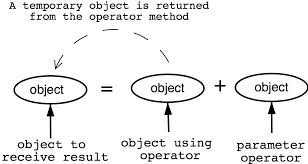 A temporary object is returned
from the operator method
object = object + object
object to
receive result
object using
operator
parameter
operator